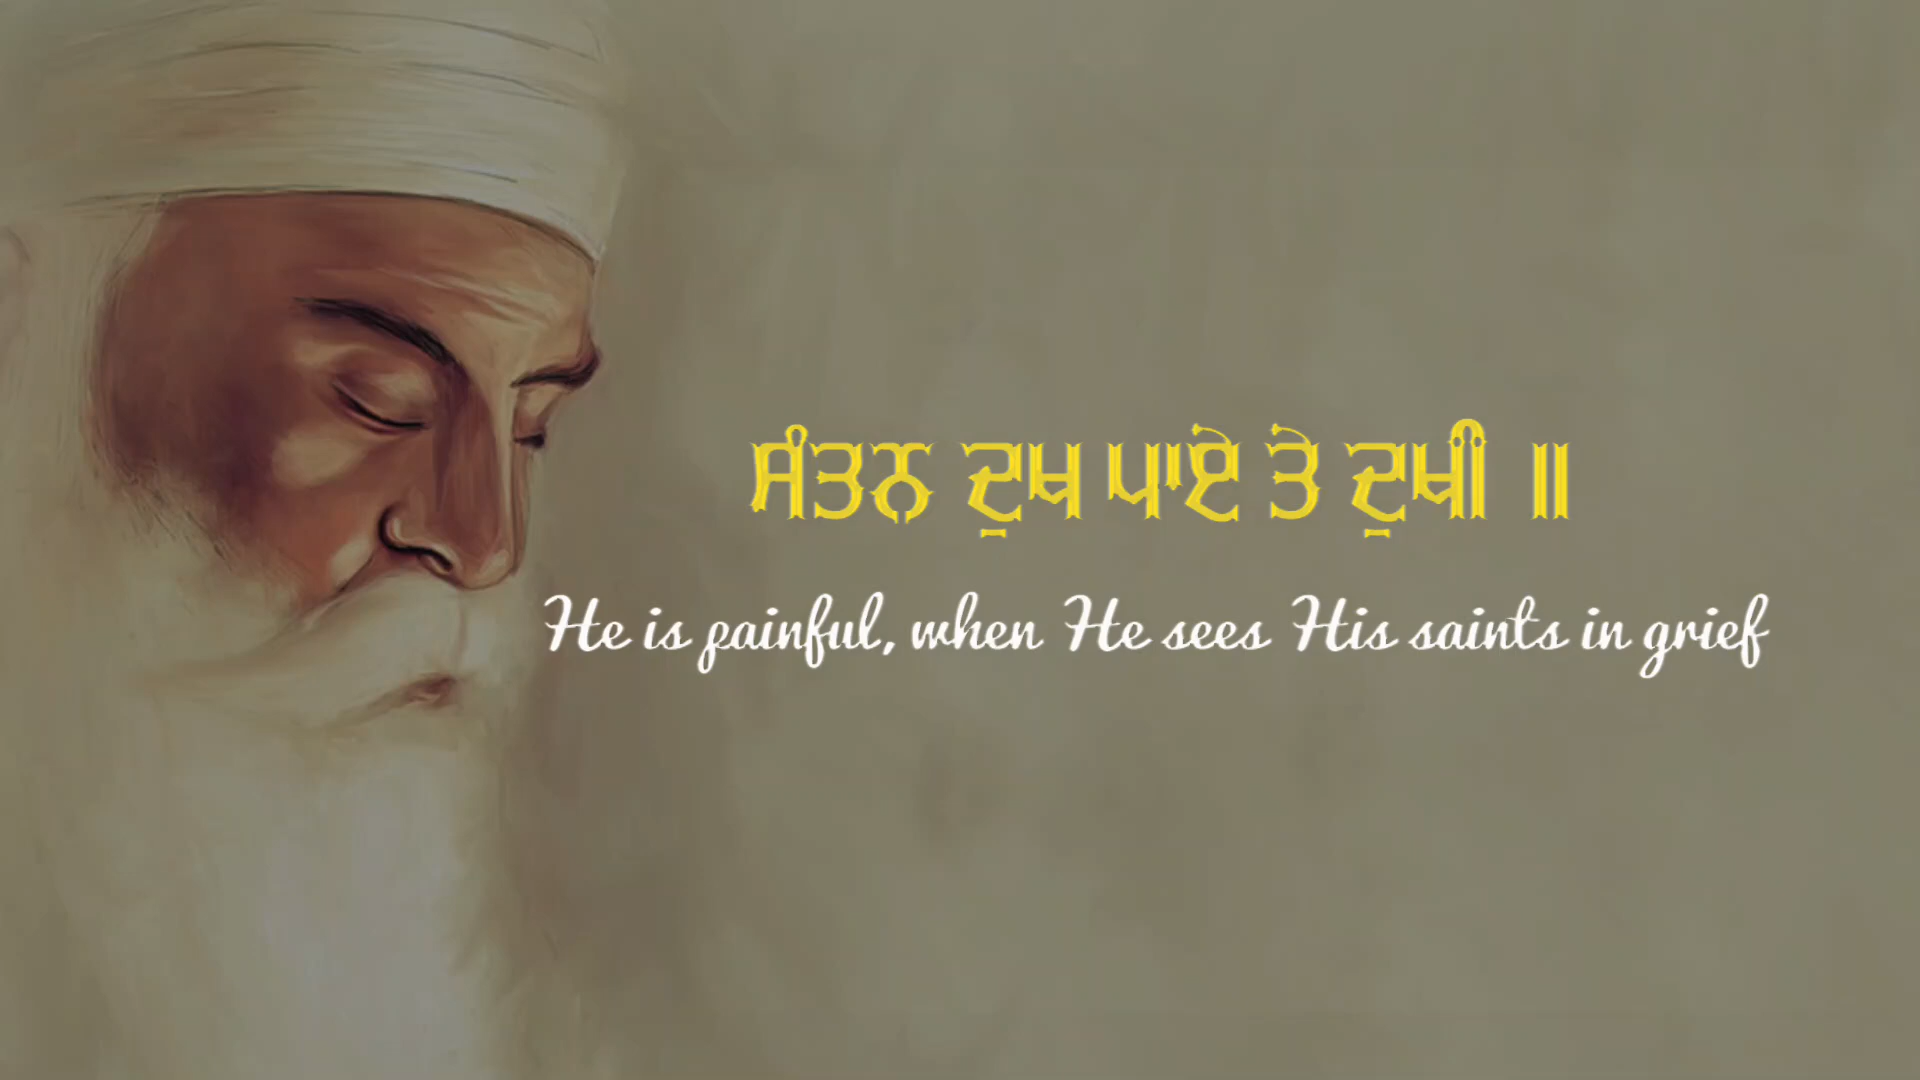 ਸੰਤਨ ਦੁਖ ਪਾਏ ਤੇ ਦੁਖੀ ॥
He is painful, when He sees His saints in grief